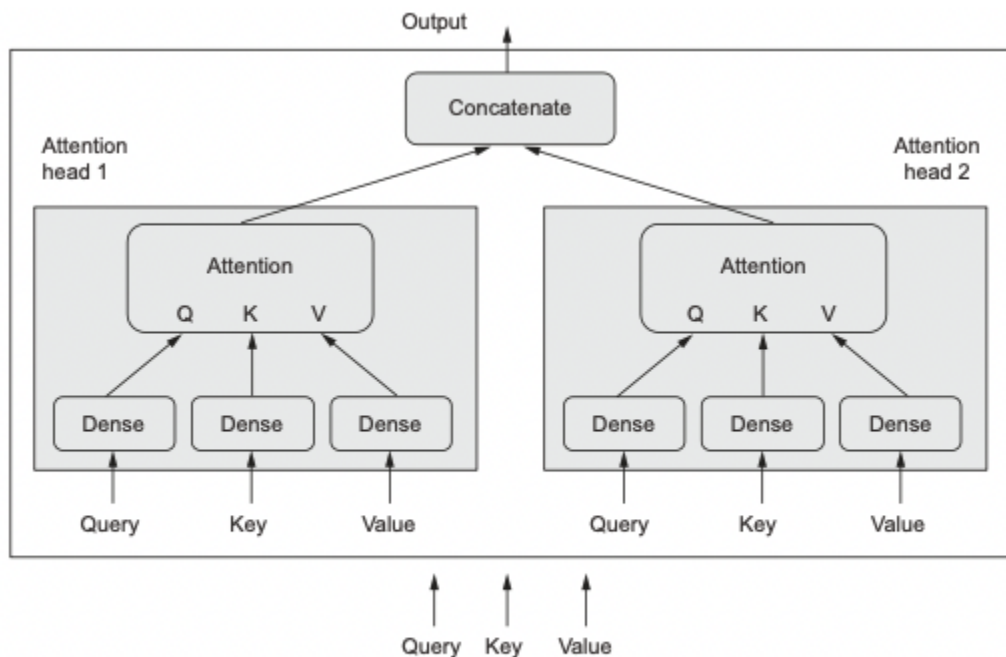 Output
Concatenate
Attention
head 1
Attention
head 2
Attention
Q K V
Dense Dense Dense
Query Key Value
Attention
Q K V
Dense Dense Dense
Query Key Value
Query Key Value